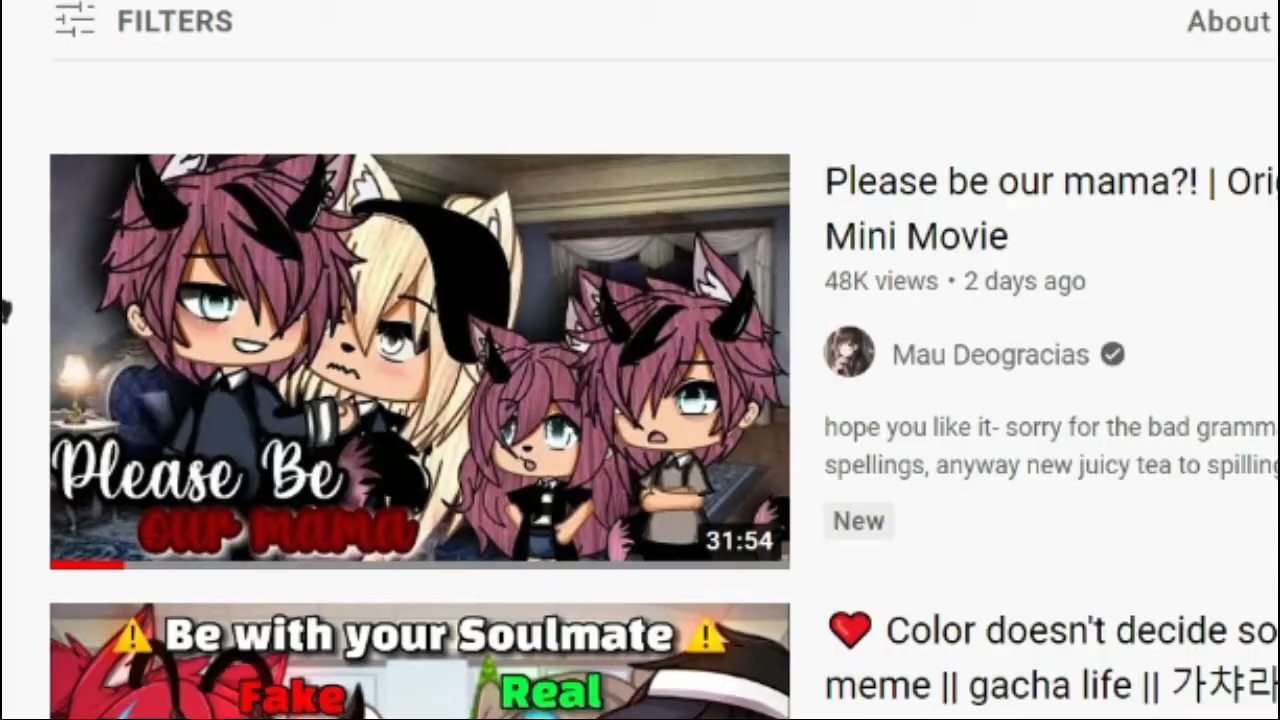 FILTERS
About
Please be our mama?! | Ori
Mini Movie
48K views • 2 days ago
Mau Deogracias
hope you like it- sorry for the bad gramm
spellings, anyway new juicy tea to spilling
New
Please Be
our mama
31:54
Be with your Soulmate
Fake
Real
❤️ Color doesn't decide so
meme || gacha life || 가챠라